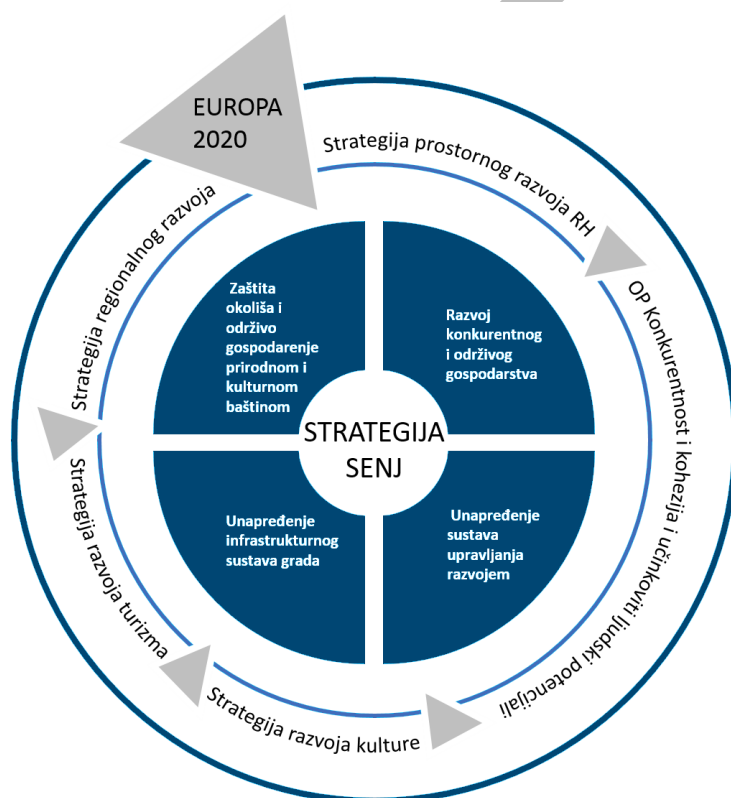 EUROPA
2020
Strategija prostornog razvoja RH
OP Konkurentnost i kohezija i učinkoviti ljudski potencijali
Strategija razvoja kulture
Strategija razvoja turizma
Strategija regionalnog razvoja
Zaštita
okoliša i
održivo
gospodarenje
prirodnom i
kulturnom
baštinom
Razvoj
konkurentnog
i održivog
gospodarstva
STRATEGIJA
SENJ
Unapređenje
infrastrukturnog
sustava grada
Unapređenje
sustava
upravljanja
razvojem